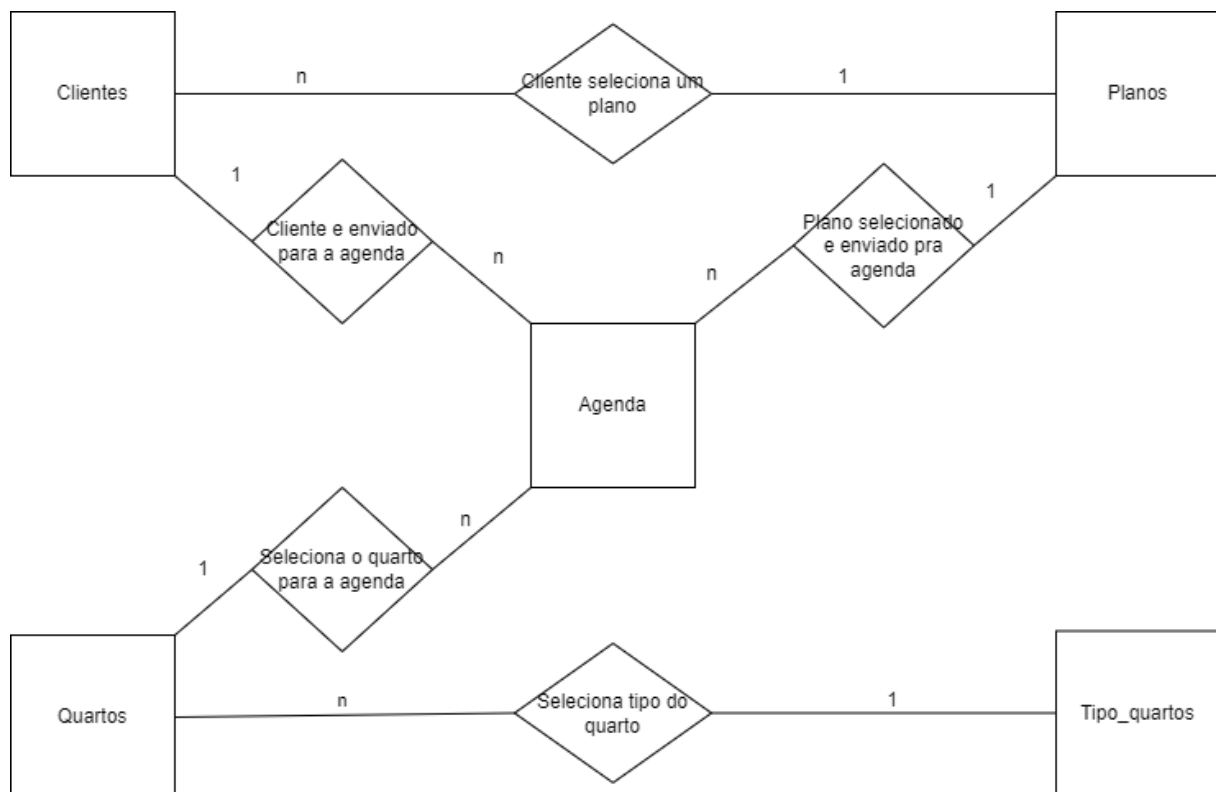 Clientes
n
Cliente seleciona um
plano
1
Planos
1
Cliente e enviado
para a agenda
n
Plano selecionado
e enviado pra
agenda
1
n
Agenda
Seleciona o quarto
para a agenda
n
1
Quartos
n
Seleciona tipo do
quarto
1
Tipo_quartos